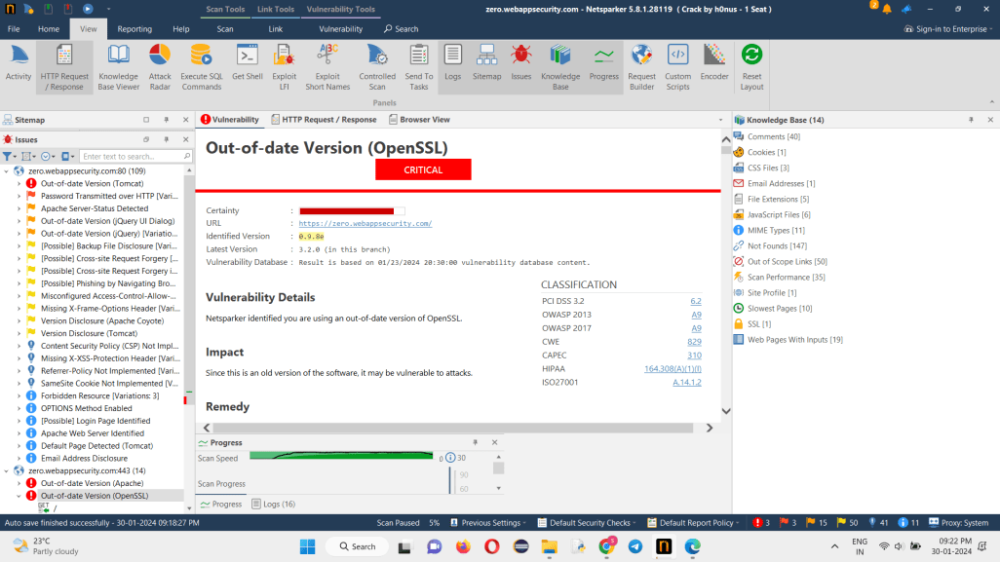 Scan Tools Link Tools Vulnerability Tools
zero.webappsecurity.com - Netsparker 5.8.1.28119 ( Crack by h0nus - 1 Seat )
2
File Home View Reporting Help Scan Link Vulnerability Search
Sign-in to Enterprise
Activity
HTTP Request / Response
Knowledge Base Viewer
Attack Radar
Execute SQL Commands
Get Shell
Exploit LFI
Exploit Short Names
Controlled Scan
Send To Tasks
Logs
Sitemap
Issues
Knowledge Base
Progress
Request Builder
Custom Scripts
Encoder
Reset Layout
Panels
Sitemap
Issues
Enter text to search...
zero.webappsecurity.com:80 (109)
Out-of-date Version (Tomcat)
Password Transmitted over HTTP [Vari...
Apache Server-Status Detected
Out-of-date Version (jQuery UI Dialog)
Out-of-date Version (jQuery) [Variatio...
[Possible] Backup File Disclosure [Vari...
[Possible] Cross-site Request Forgery [...
[Possible] Cross-site Request Forgery i...
[Possible] Phishing by Navigating Bro...
Misconfigured Access-Control-Allow-...
Missing X-Frame-Options Header [Vari...
Version Disclosure (Apache Coyote)
Version Disclosure (Tomcat)
Content Security Policy (CSP) Not Impl...
Missing X-XSS-Protection Header [Vari...
Referrer-Policy Not Implemented [Vari...
SameSite Cookie Not Implemented [V...
Forbidden Resource [Variations: 3]
OPTIONS Method Enabled
[Possible] Login Page Identified
Apache Web Server Identified
Default Page Detected (Tomcat)
Email Address Disclosure
zero.webappsecurity.com:443 (14)
Out-of-date Version (Apache)
Out-of-date Version (OpenSSL)
GET /
Vulnerability HTTP Request / Response Browser View
Out-of-date Version (OpenSSL)
CRITICAL
Certainty :
URL : https://zero.webappsecurity.com/
Identified Version : 0.9.8e
Latest Version : 3.2.0 (in this branch)
Vulnerability Database : Result is based on 01/23/2024 20:30:00 vulnerability database content.
Vulnerability Details
Netsparker identified you are using an out-of-date version of OpenSSL.
Impact
Since this is an old version of the software, it may be vulnerable to attacks.
Remedy
CLASSIFICATION
PCI DSS 3.2 6.2
OWASP 2013 A9
OWASP 2017 A9
CWE 829
CAPEC 310
HIPAA 164.308(A)(1)(I)
ISO27001 A.14.1.2
Progress
Scan Speed 0 30
Scan Progress
90
60
Progress Logs (16)
Knowledge Base (14)
Comments [40]
Cookies [1]
CSS Files [3]
Email Addresses [1]
File Extensions [5]
JavaScript Files [6]
MIME Types [11]
Not Founds [147]
Out of Scope Links [50]
Scan Performance [35]
Site Profile [1]
Slowest Pages [10]
SSL [1]
Web Pages With Inputs [19]
Auto save finished successfully - 30-01-2024 09:18:27 PM
Scan Paused 5% Previous Settings Default Security Checks Default Report Policy 3 3 15 50 41 11 Proxy: System
23°C
Partly cloudy
Search
5
ENG
IN
09:22 PM
30-01-2024